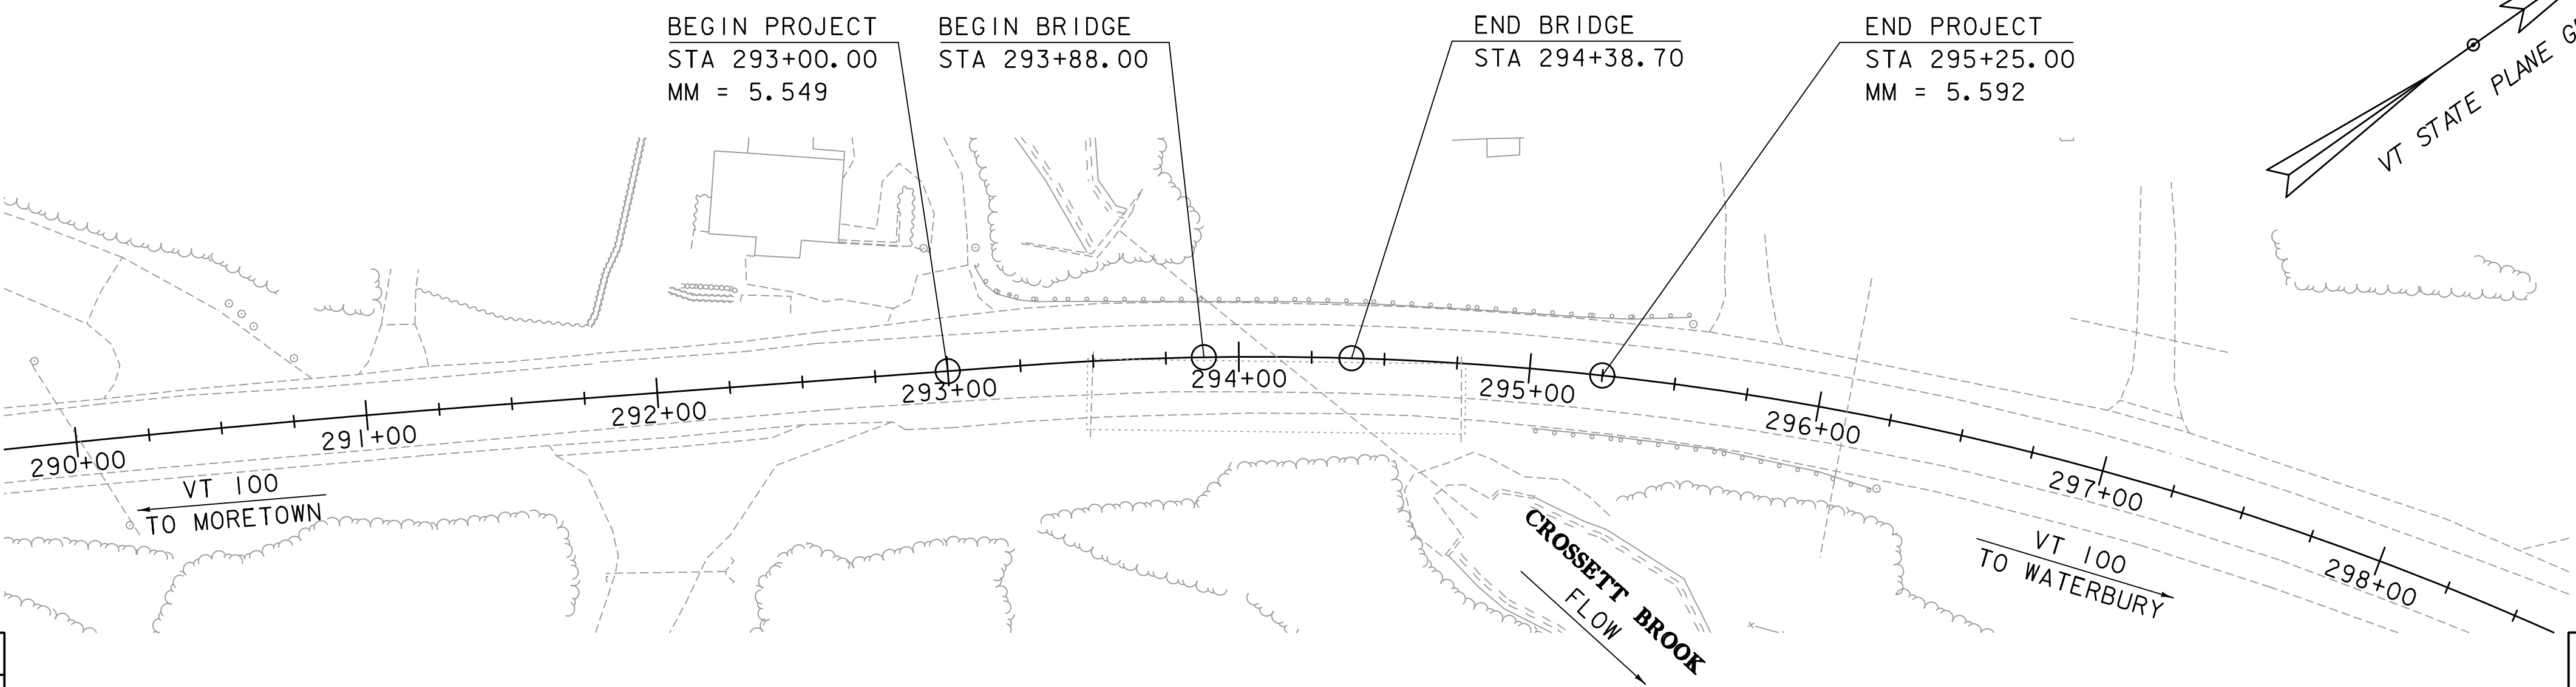 BEGIN PROJECT
STA 293+00.00
MM = 5.549
BEGIN BRIDGE
STA 293+88.00
END BRIDGE
STA 294+38.70
END PROJECT
STA 295+25.00
MM = 5.592
VT STATE PLANE
290+00
291+00
292+00
293+00
294+00
295+00
296+00
297+00
298+00
VT 100
TO MORETOWN
CROSSETT BROOK
FLOW
VT 100
TO WATERBURY